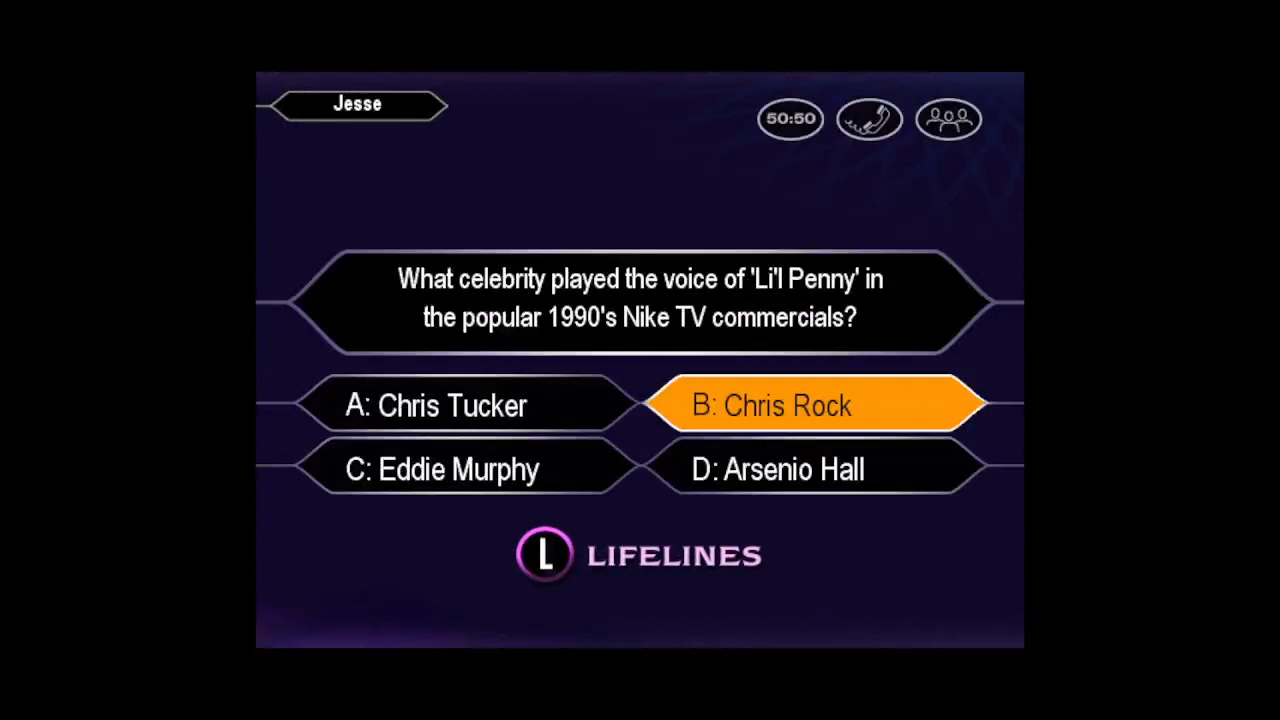 Jesse
50:50
What celebrity played the voice of 'Li'l Penny' in
the popular 1990's Nike TV commercials?
A: Chris Tucker
B: Chris Rock
C: Eddie Murphy
D: Arsenio Hall
L LIFELINES